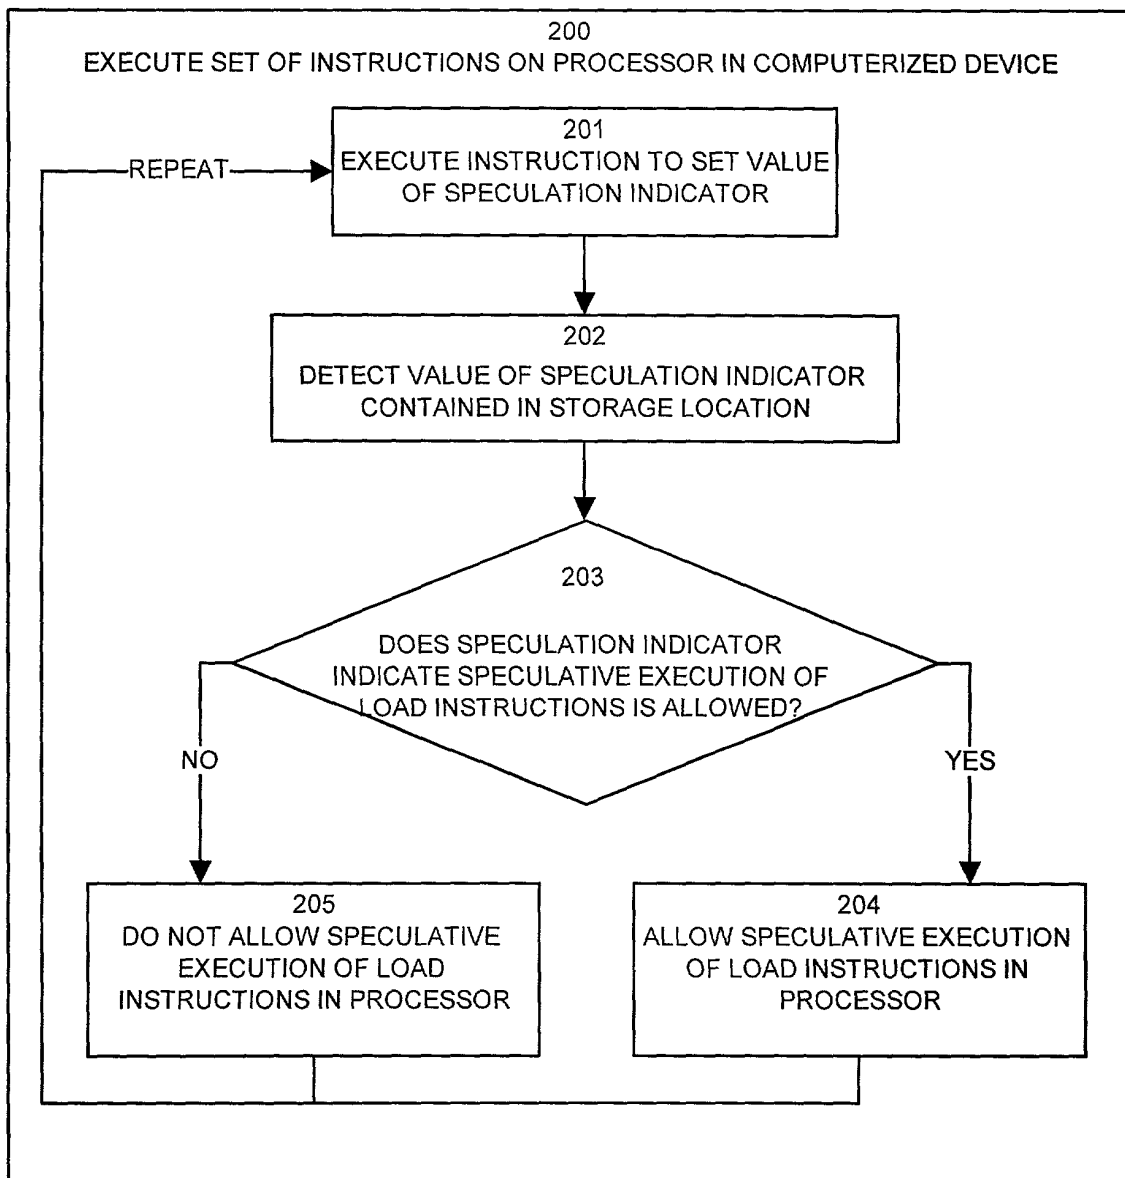 200
EXECUTE SET OF INSTRUCTIONS ON PROCESSOR IN COMPUTERIZED DEVICE
201
EXECUTE INSTRUCTION TO SET VALUE
OF SPECULATION INDICATOR
REPEAT
202
DETECT VALUE OF SPECULATION INDICATOR
CONTAINED IN STORAGE LOCATION
203
DOES SPECULATION INDICATOR
INDICATE SPECULATIVE EXECUTION OF
LOAD INSTRUCTIONS IS ALLOWED?
NO
YES
205
DO NOT ALLOW SPECULATIVE
EXECUTION OF LOAD
INSTRUCTIONS IN PROCESSOR
204
ALLOW SPECULATIVE EXECUTION
OF LOAD INSTRUCTIONS IN
PROCESSOR